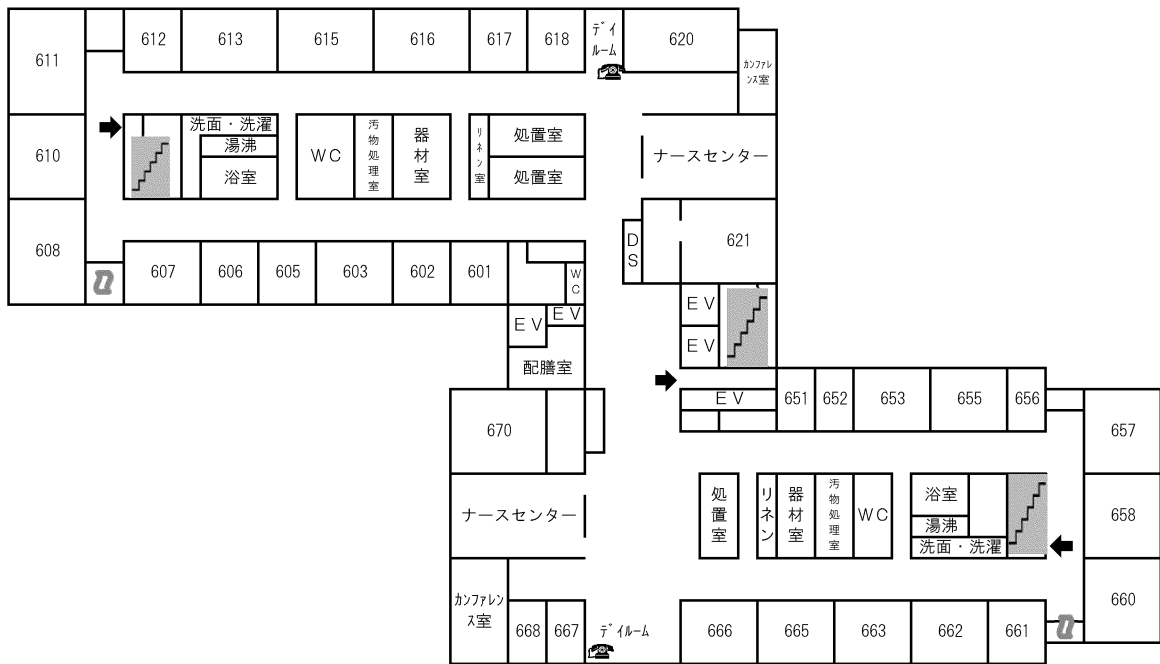 611
612
613
615
616
617
618
ﾃﾞｲ
ﾙｰﾑ
620
ｶﾝﾌｧﾚ
ﾝｽ室
610
洗面・洗濯
湯沸
浴室
ＷＣ
汚物処理室
器材室
ﾘﾈﾝ室
処置室
処置室
ナースセンター
608
607
606
605
603
602
601
ＷＣ
ＤＳ
621
ＥＶ
ＥＶ
ＥＶ
ＥＶ
配膳室
ＥＶ
651
652
653
655
656
657
670
ナースセンター
処置室
リネン
器材室
汚物処理室
ＷＣ
浴室
湯沸
洗面・洗濯
658
ｶﾝﾌｧﾚﾝ
ｽ室
668
667
ﾃﾞｲﾙｰﾑ
666
665
663
662
661
660